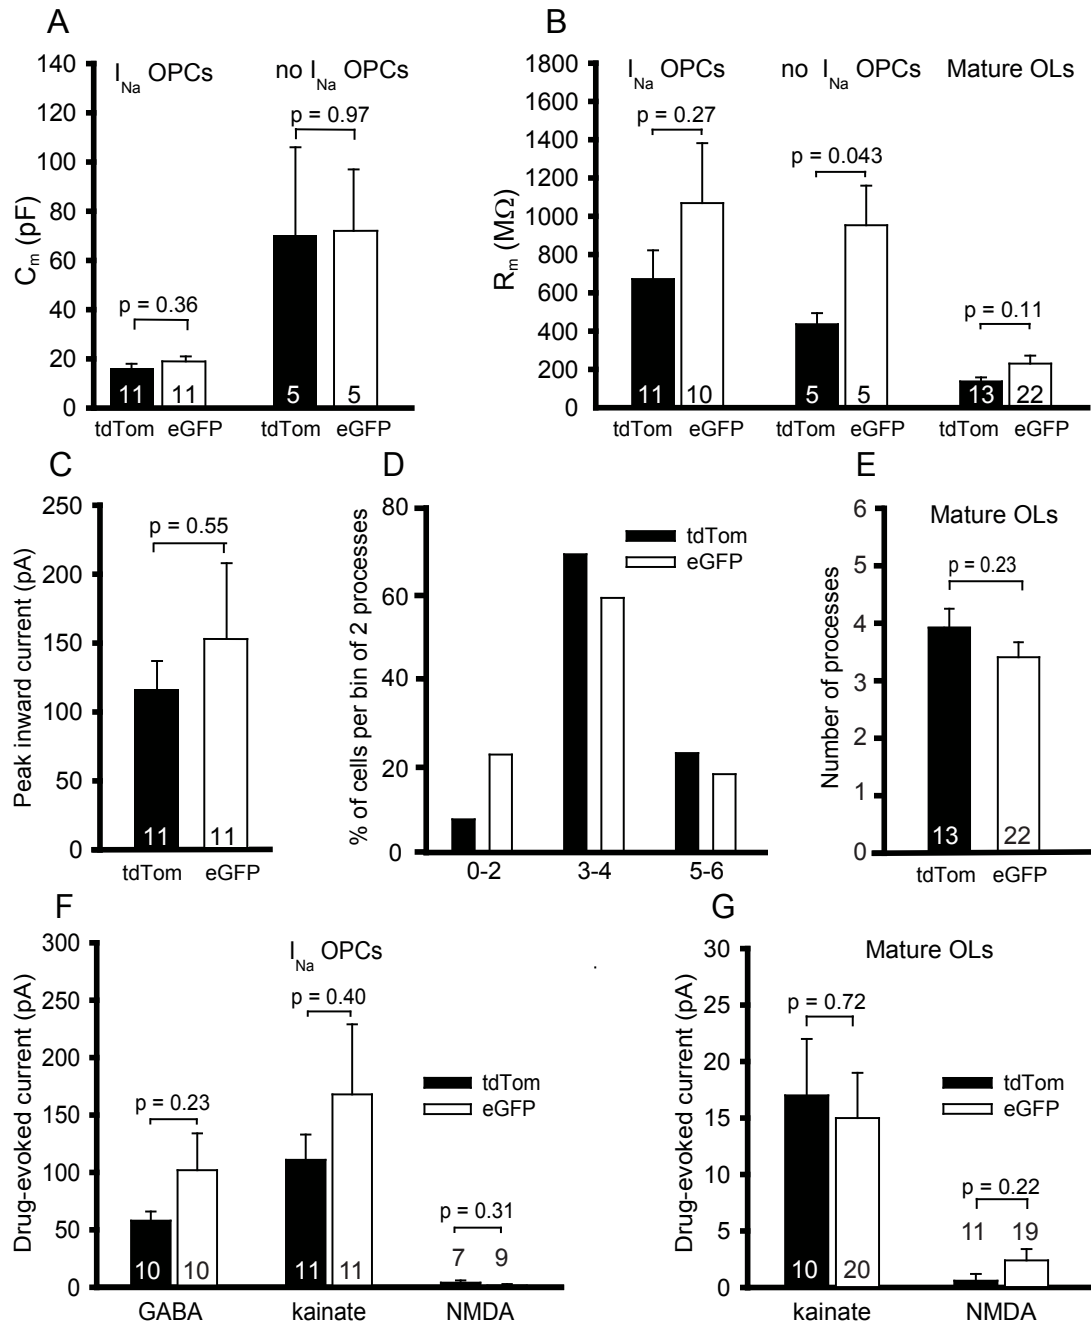 A
I_Na OPCs
no I_Na OPCs
p = 0.97
p = 0.36
C_m (pF)
140
120
100
80
60
40
20
0
11
11
5
5
tdTom eGFP
tdTom eGFP
B
I_Na OPCs
no I_Na OPCs
Mature OLs
p = 0.27
p = 0.043
p = 0.11
R_m (MΩ)
1800
1600
1400
1200
1000
800
600
400
200
0
11
10
5
5
13
22
tdTom eGFP
tdTom eGFP
tdTom eGFP
C
p = 0.55
Peak inward current (pA)
250
200
150
100
50
0
11
11
tdTom eGFP
D
tdTom
eGFP
% of cells per bin of 2 processes
80
60
40
20
0
0-2
3-4
5-6
E
Mature OLs
p = 0.23
Number of processes
6
5
4
3
2
1
0
13
22
tdTom eGFP
F
I_Na OPCs
p = 0.40
p = 0.23
p = 0.31
tdTom
eGFP
Drug-evoked current (pA)
300
250
200
150
100
50
0
10
10
11
11
7
9
GABA
kainate
NMDA
G
Mature OLs
p = 0.72
p = 0.22
tdTom
eGFP
Drug-evoked current (pA)
30
25
20
15
10
5
0
10
20
11
19
kainate
NMDA